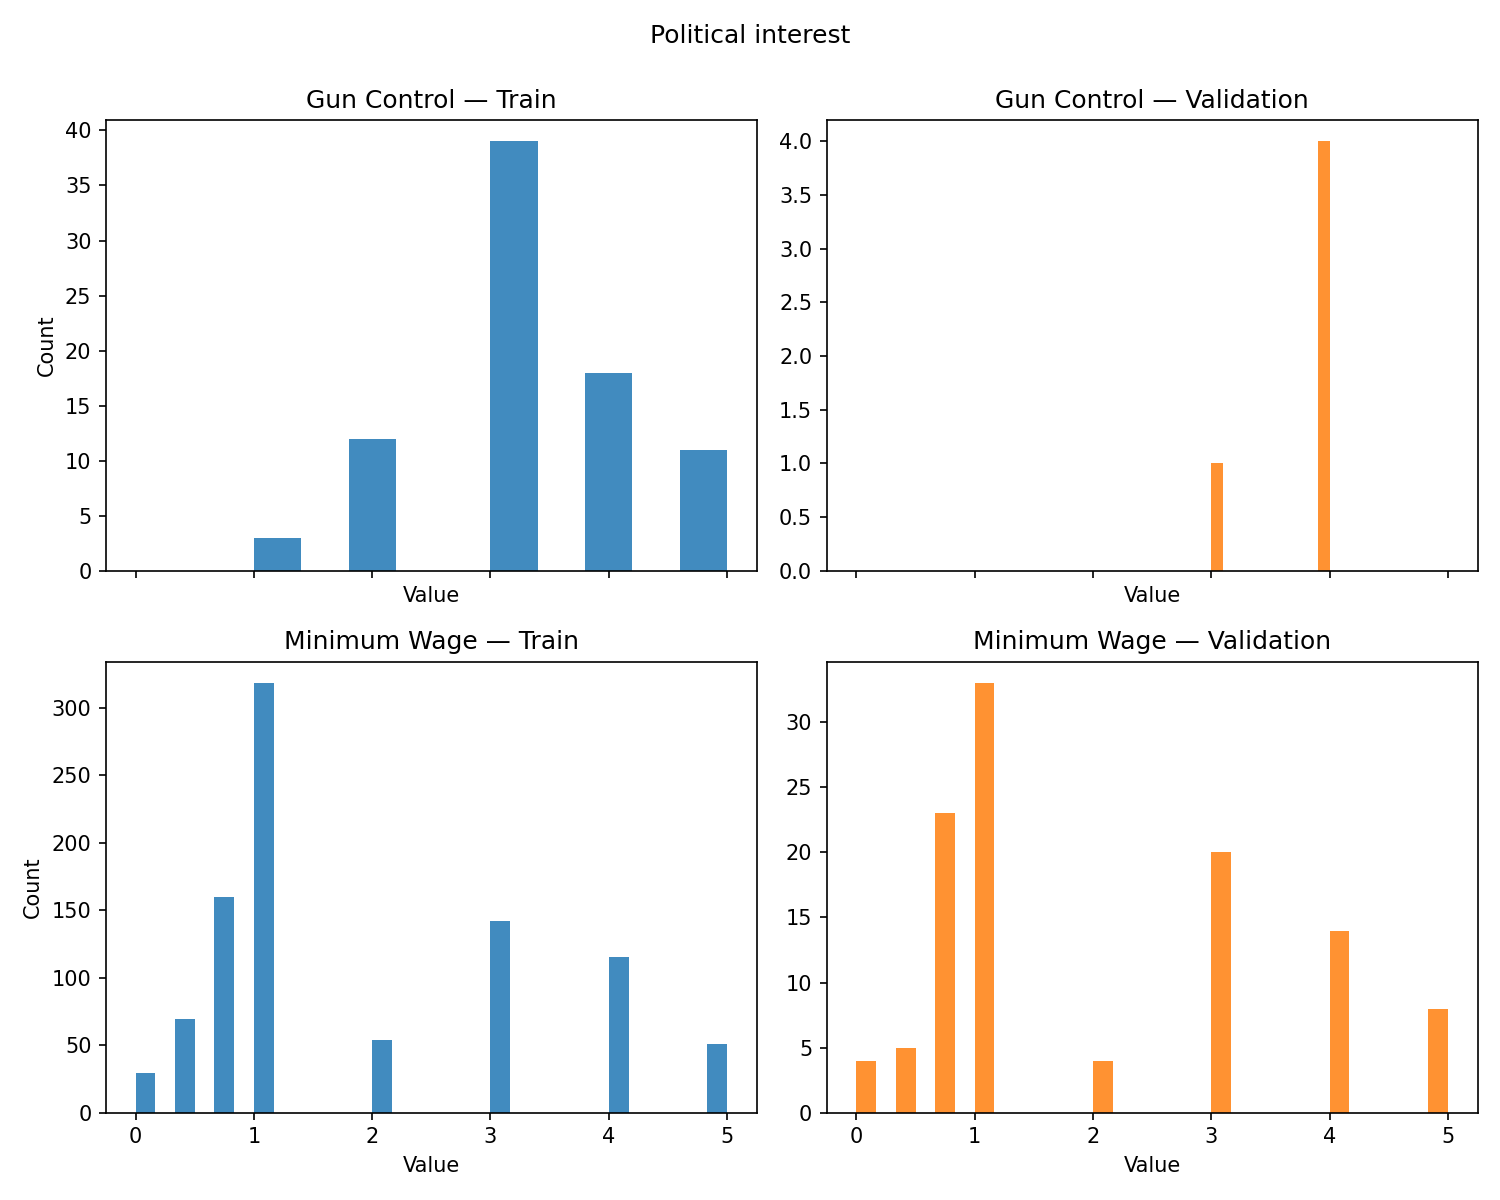 Political interest
Gun Control — Train
Gun Control — Validation
40
35
30
25
20
15
10
5
0
Count
Value
4.0
3.5
3.0
2.5
2.0
1.5
1.0
0.5
0.0
Value
Minimum Wage — Train
Minimum Wage — Validation
300
250
200
150
100
50
0
Count
0 1 2 3 4 5
Value
30
25
20
15
10
5
0
0 1 2 3 4 5
Value